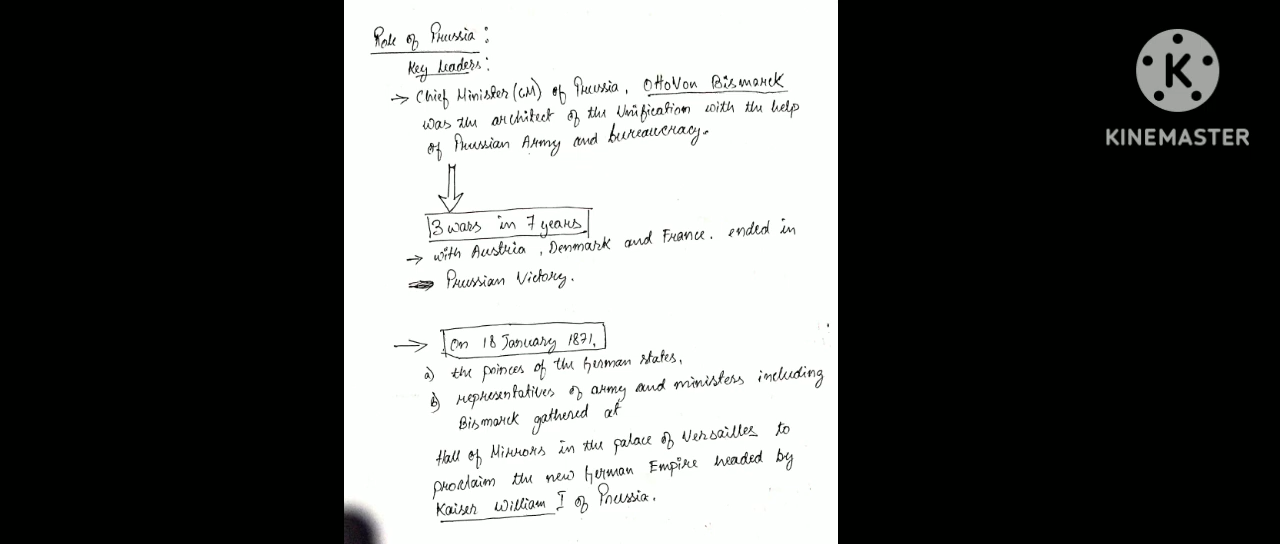 Role of Prussia :
Key leaders :
→ Chief Minister (CM) of Prussia, Otto Von Bismarck
was the architect of the Unification with the help
of Prussian Army and bureaucracy.
3 wars in 7 years
→ with Austria, Denmark and France. ended in
Prussian Victory.
→ On 18 January 1871,
a) the princes of the German states,
b) representatives of army and ministers including
Bismarck gathered at
Hall of Mirrors in the palace of Versailles to
proclaim the new German Empire headed by
Kaiser William I of Prussia.
K
KINEMASTER